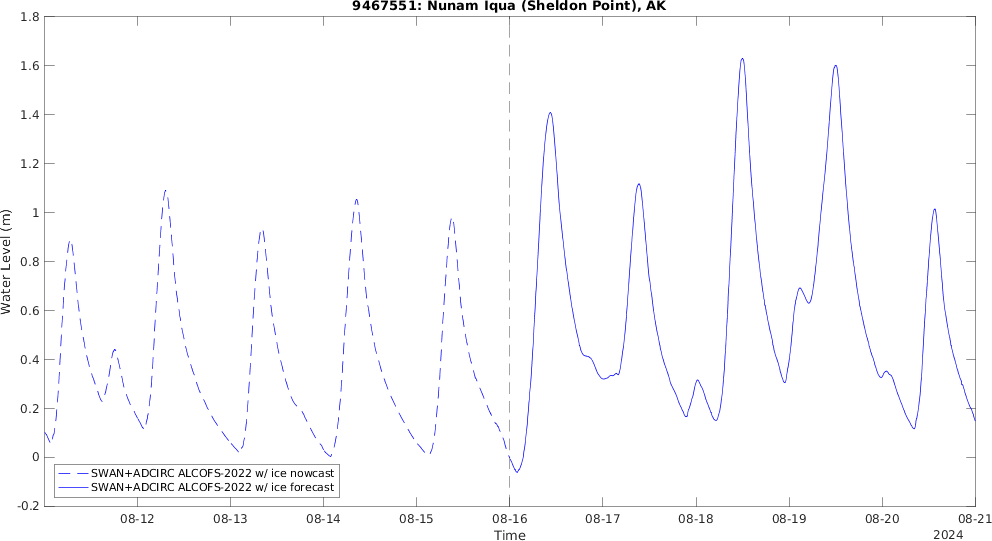 9467551: Nunam Iqua (Sheldon Point), AK
1.8
1.6
1.4
1.2
1
0.8
0.6
0.4
0.2
0
-0.2
Water Level (m)
SWAN+ADCIRC ALCOFS-2022 w/ ice nowcast
SWAN+ADCIRC ALCOFS-2022 w/ ice forecast
08-12 08-13 08-14 08-15 08-16 08-17 08-18 08-19 08-20 08-21
Time
2024